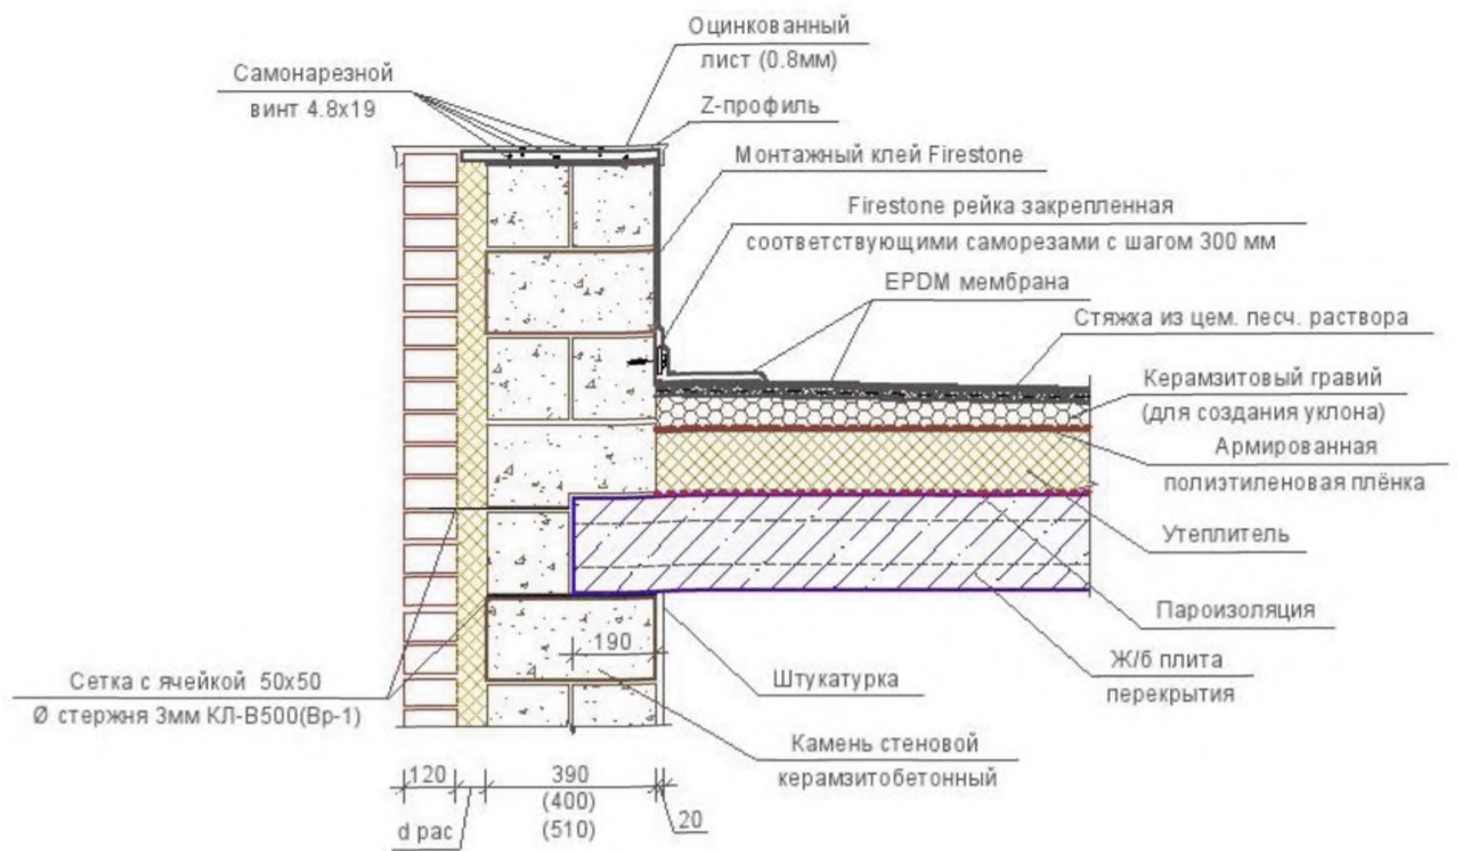 Оцинкованный
лист (0.8мм)
Самонарезной
винт 4.8х19
Z-профиль
Монтажный клей Firestone
Firestone рейка закрепленная
соответствующими саморезами с шагом 300 мм
EPDM мембрана
Стяжка из цем. песч. раствора
Керамзитовый гравий
(для создания уклона)
Армированная
полиэтиленовая плёнка
Утеплитель
Пароизоляция
Ж/б плита
перекрытия
190
Штукатурка
Сетка с ячейкой 50х50
Ø стержня 3мм КЛ-В500(Вр-1)
Камень стеновой
керамзитобетонный
120
390
(400)
(510)
20
d рас